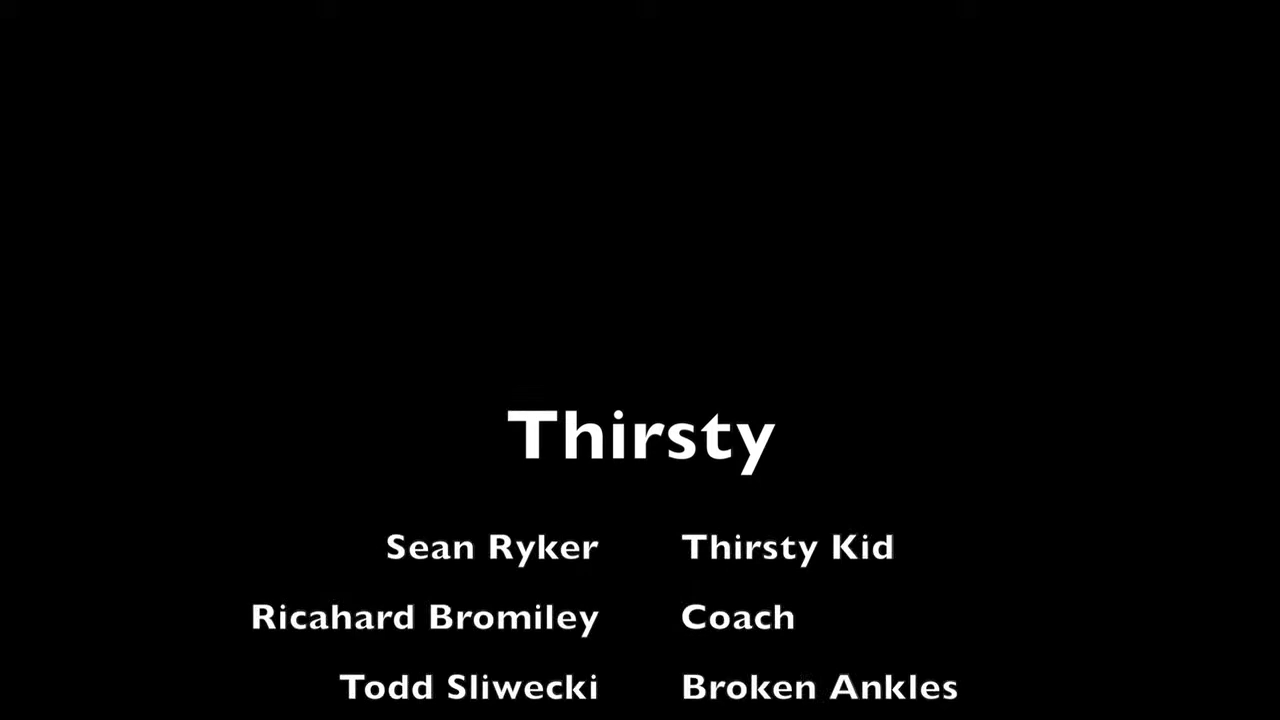 Thirsty
Sean Ryker Thirsty Kid
Ricahard Bromiley Coach
Todd Sliwecki Broken Ankles